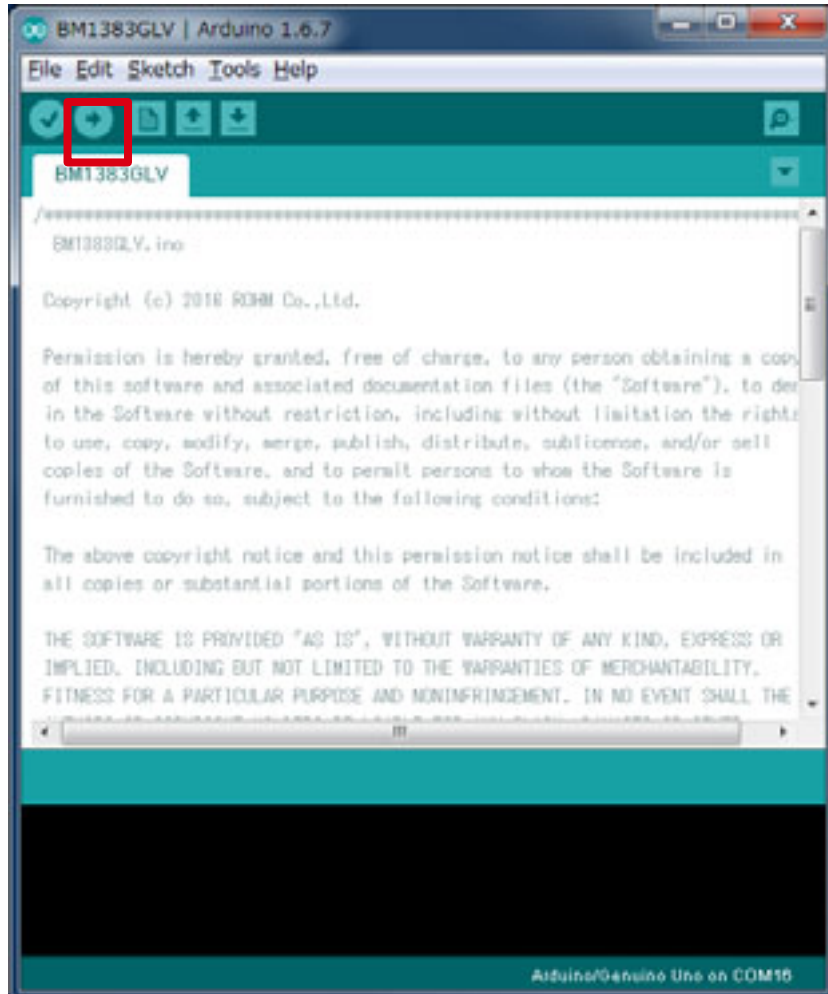 BM1383GLV | Arduino 1.6.7
File Edit Sketch Tools Help
BM1383GLV
/****************************************************************************
BM1383GLV.ino
Copyright (c) 2016 ROHM Co.,Ltd.
Permission is hereby granted, free of charge, to any person obtaining a copy
of this software and associated documentation files (the "Software"), to
in the Software without restriction, including without limitation the rights
to use, copy, modify, merge, publish, distribute, sublicense, and/or sell
copies of the Software, and to permit persons to whom the Software is
furnished to do so, subject to the following conditions:
The above copyright notice and this permission notice shall be included in
all copies or substantial portions of the Software.
THE SOFTWARE IS PROVIDED "AS IS", WITHOUT WARRANTY OF ANY KIND, EXPRESS OR
IMPLIED, INCLUDING BUT NOT LIMITED TO THE WARRANTIES OF MERCHANTABILITY,
FITNESS FOR A PARTICULAR PURPOSE AND NONINFRINGEMENT. IN NO EVENT SHALL THE
Arduino/Genuino Uno on COM16